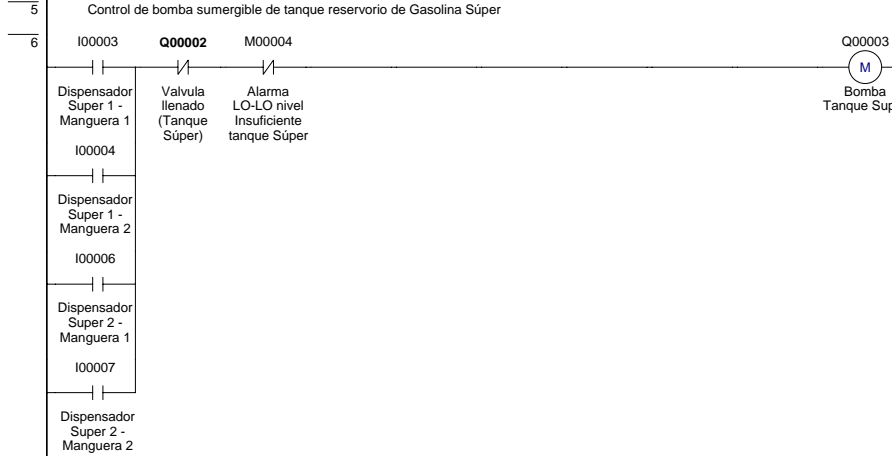 5
Control de bomba sumergible de tanque reservorio de Gasolina Súper
6
I00003
Q00002
M00004
Q00003
M
Dispensador
Super 1 -
Manguera 1
Valvula
llenado
(Tanque
Súper)
Alarma
LO-LO nivel
Insuficiente
tanque Súper
Bomba
Tanque Sup
I00004
Dispensador
Super 1 -
Manguera 2
I00006
Dispensador
Super 2 -
Manguera 1
I00007
Dispensador
Super 2 -
Manguera 2